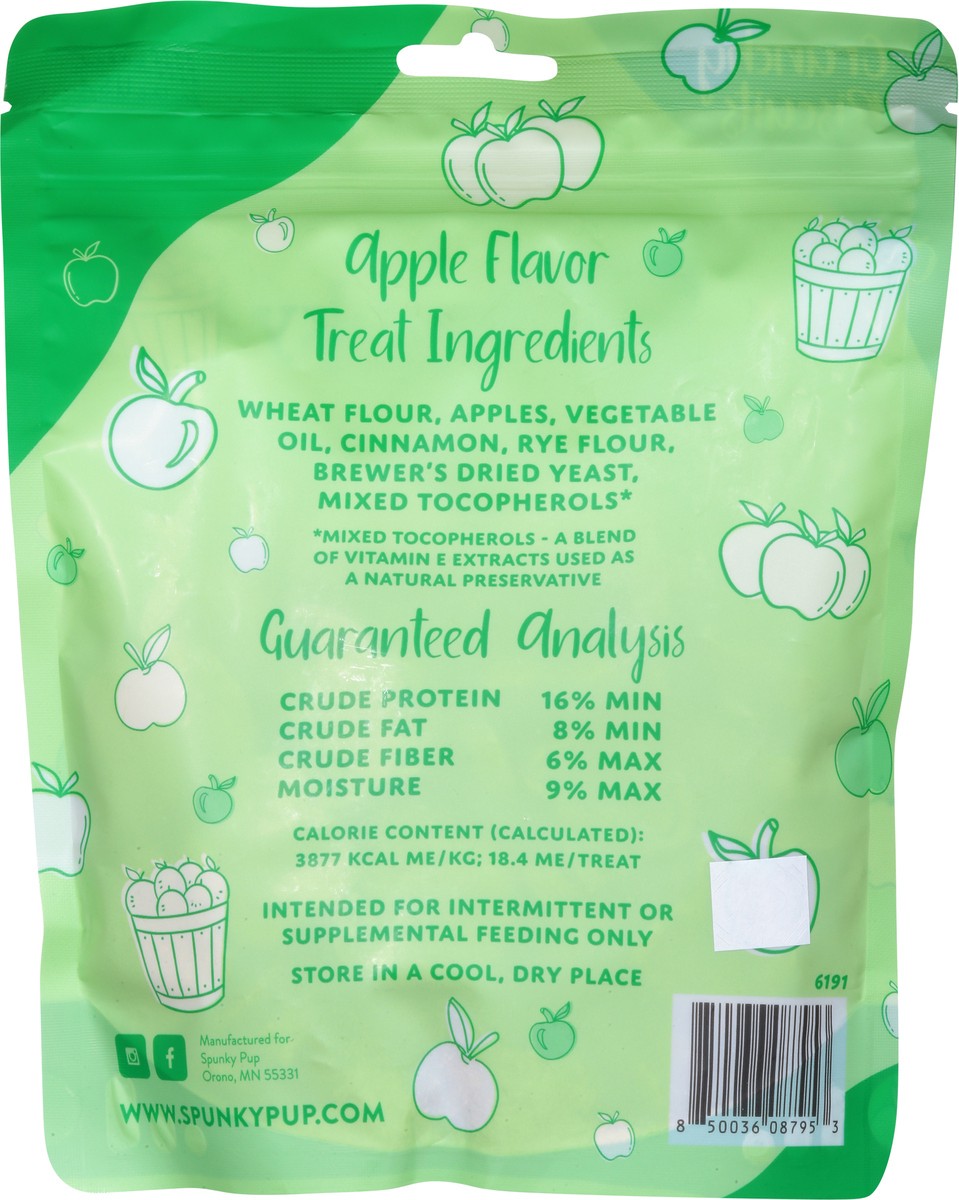 Apple Flavor
Treat Ingredients
WHEAT FLOUR, APPLES, VEGETABLE
OIL, CINNAMON, RYE FLOUR,
BREWER'S DRIED YEAST,
MIXED TOCOPHEROLS*
*MIXED TOCOPHEROLS - A BLEND
OF VITAMIN E EXTRACTS USED AS
A NATURAL PRESERVATIVE
Guaranteed Analysis
CRUDE PROTEIN 16% MIN
CRUDE FAT 8% MIN
CRUDE FIBER 6% MAX
MOISTURE 9% MAX
CALORIE CONTENT (CALCULATED):
3877 KCAL ME/KG; 18.4 ME/TREAT
INTENDED FOR INTERMITTENT OR
SUPPLEMENTAL FEEDING ONLY
STORE IN A COOL, DRY PLACE
6191
Manufactured for
Spunky Pup
Orono, MN 55331
WWW.SPUNKYPUP.COM
8 50036 08795 3